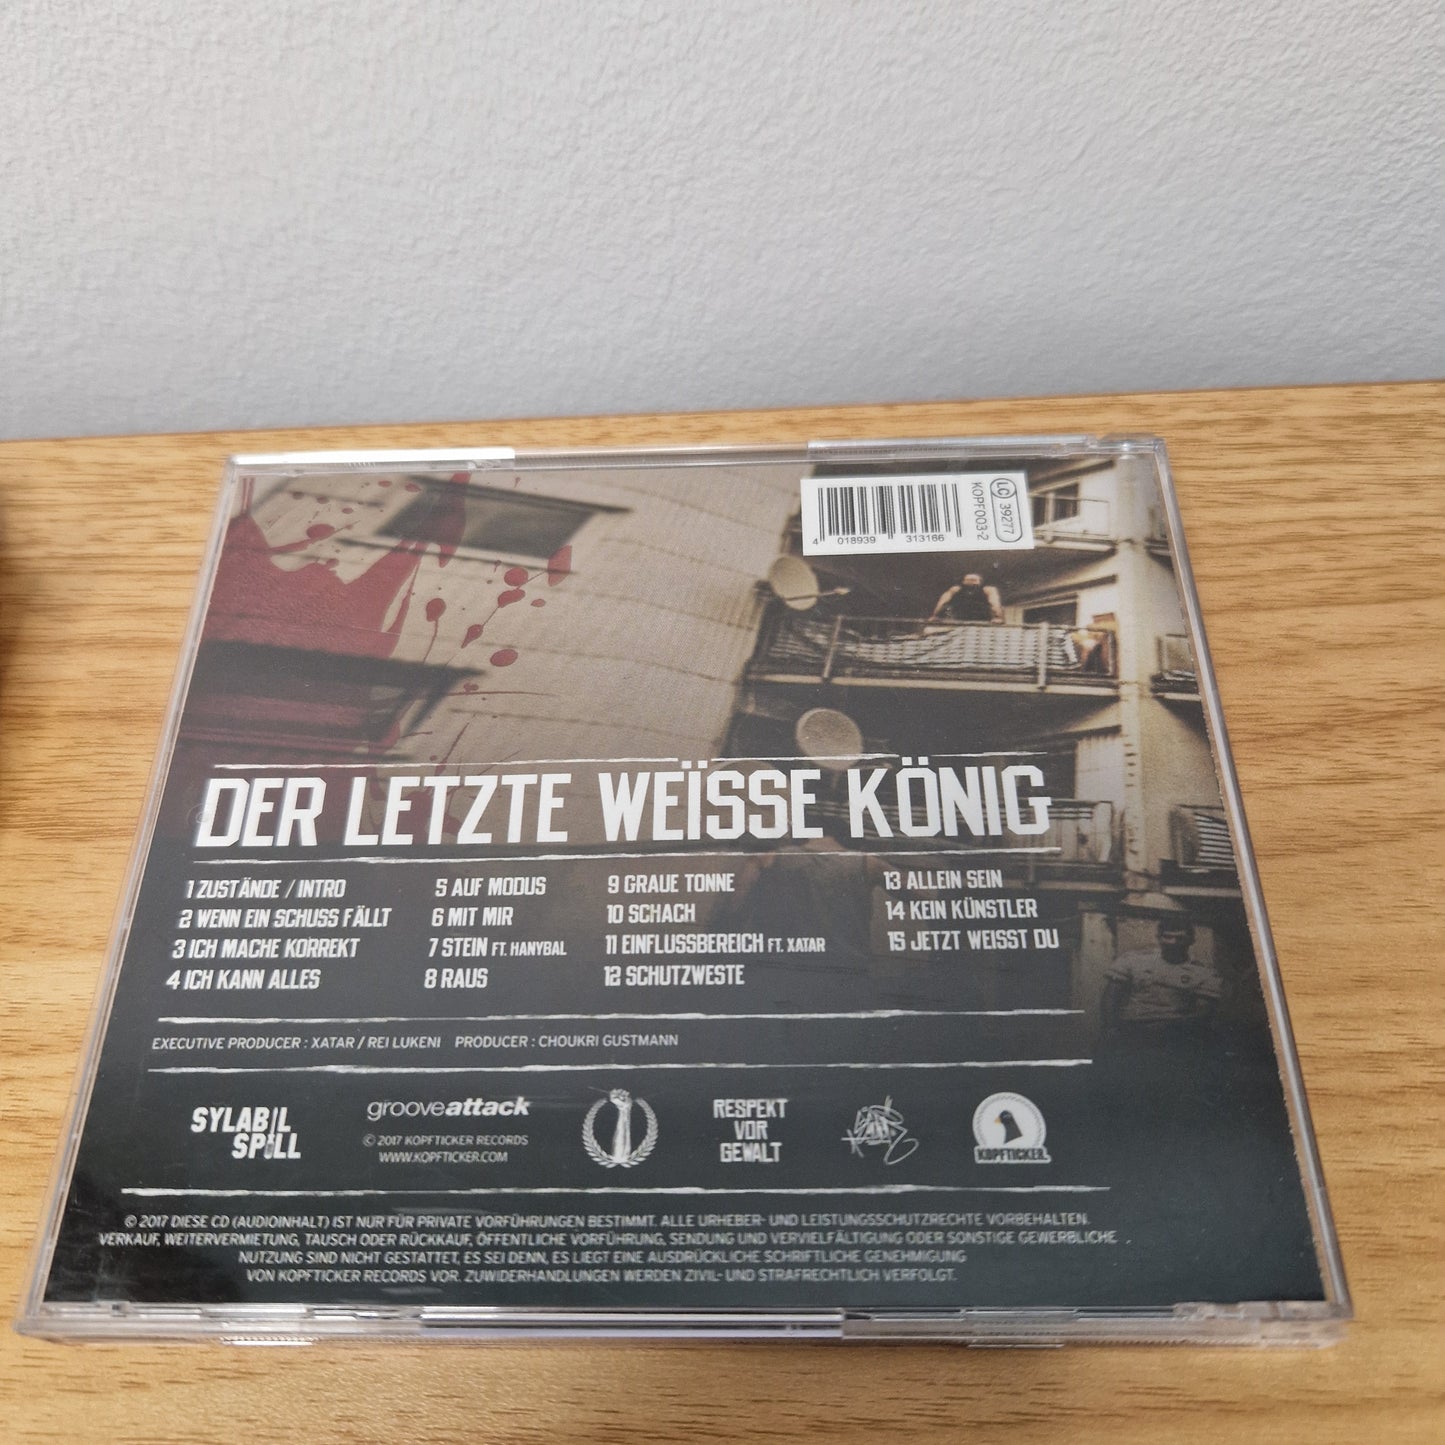 4 018939 313166
KOPF003-2
LC 39277
DER LETZTE WEÏSSE KÖNIG
1 ZUSTÄNDE / INTRO
2 WENN EIN SCHUSS FÄLLT
3 ICH MACHE KORREKT
4 ICH KANN ALLES
5 AUF MODUS
6 MIT MIR
7 STEIN FT. HANYBAL
8 RAUS
9 GRAUE TONNE
10 SCHACH
11 EINFLUSSBEREICH FT. XATAR
12 SCHUTZWESTE
13 ALLEIN SEIN
14 KEIN KÜNSTLER
15 JETZT WEISST DU
EXECUTIVE PRODUCER : XATAR / REI LUKENI PRODUCER : CHOUKRI GUSTMANN
SYLABIL
SPILL
grooveattack
© 2017 KOPFTICKER RECORDS
WWW.KOPFTICKER.COM
RESPEKT
VOR
GEWALT
KOPFTICKER
© 2017 DIESE CD (AUDIOINHALT) IST NUR FÜR PRIVATE VORFÜHRUNGEN BESTIMMT. ALLE URHEBER- UND LEISTUNGSSCHUTZRECHTE VORBEHALTEN.
VERKAUF, WEITERVERMIETUNG, TAUSCH ODER RÜCKKAUF, ÖFFENTLICHE VORFÜHRUNG, SENDUNG UND VERVIELFÄLTIGUNG ODER SONSTIGE GEWERBLICHE
NUTZUNG SIND NICHT GESTATTET, ES SEI DENN, ES LIEGT EINE AUSDRÜCKLICHE SCHRIFTLICHE GENEHMIGUNG
VON KOPFTICKER RECORDS VOR. ZUWIDERHANDLUNGEN WERDEN ZIVIL- UND STRAFRECHTLICH VERFOLGT.